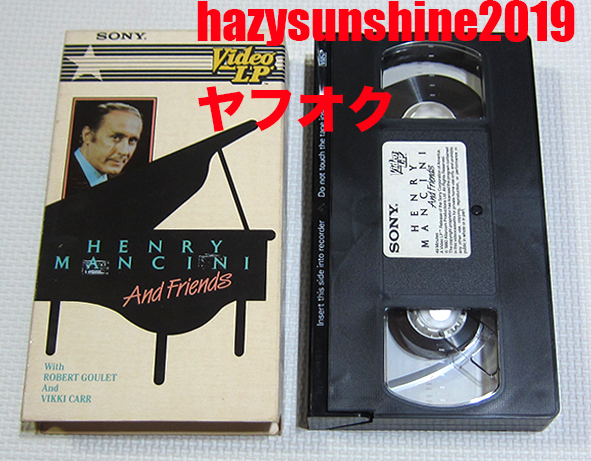 hazysunshine2019
ヤフオク
SONY
Video LP
HENRY
MANCINI
And Friends
With
ROBERT GOULET
And
VIKKI CARR
Insert this side into recorder
Do not touch the tape
SONY
Video LP
HENRY
MANCINI
And Friends